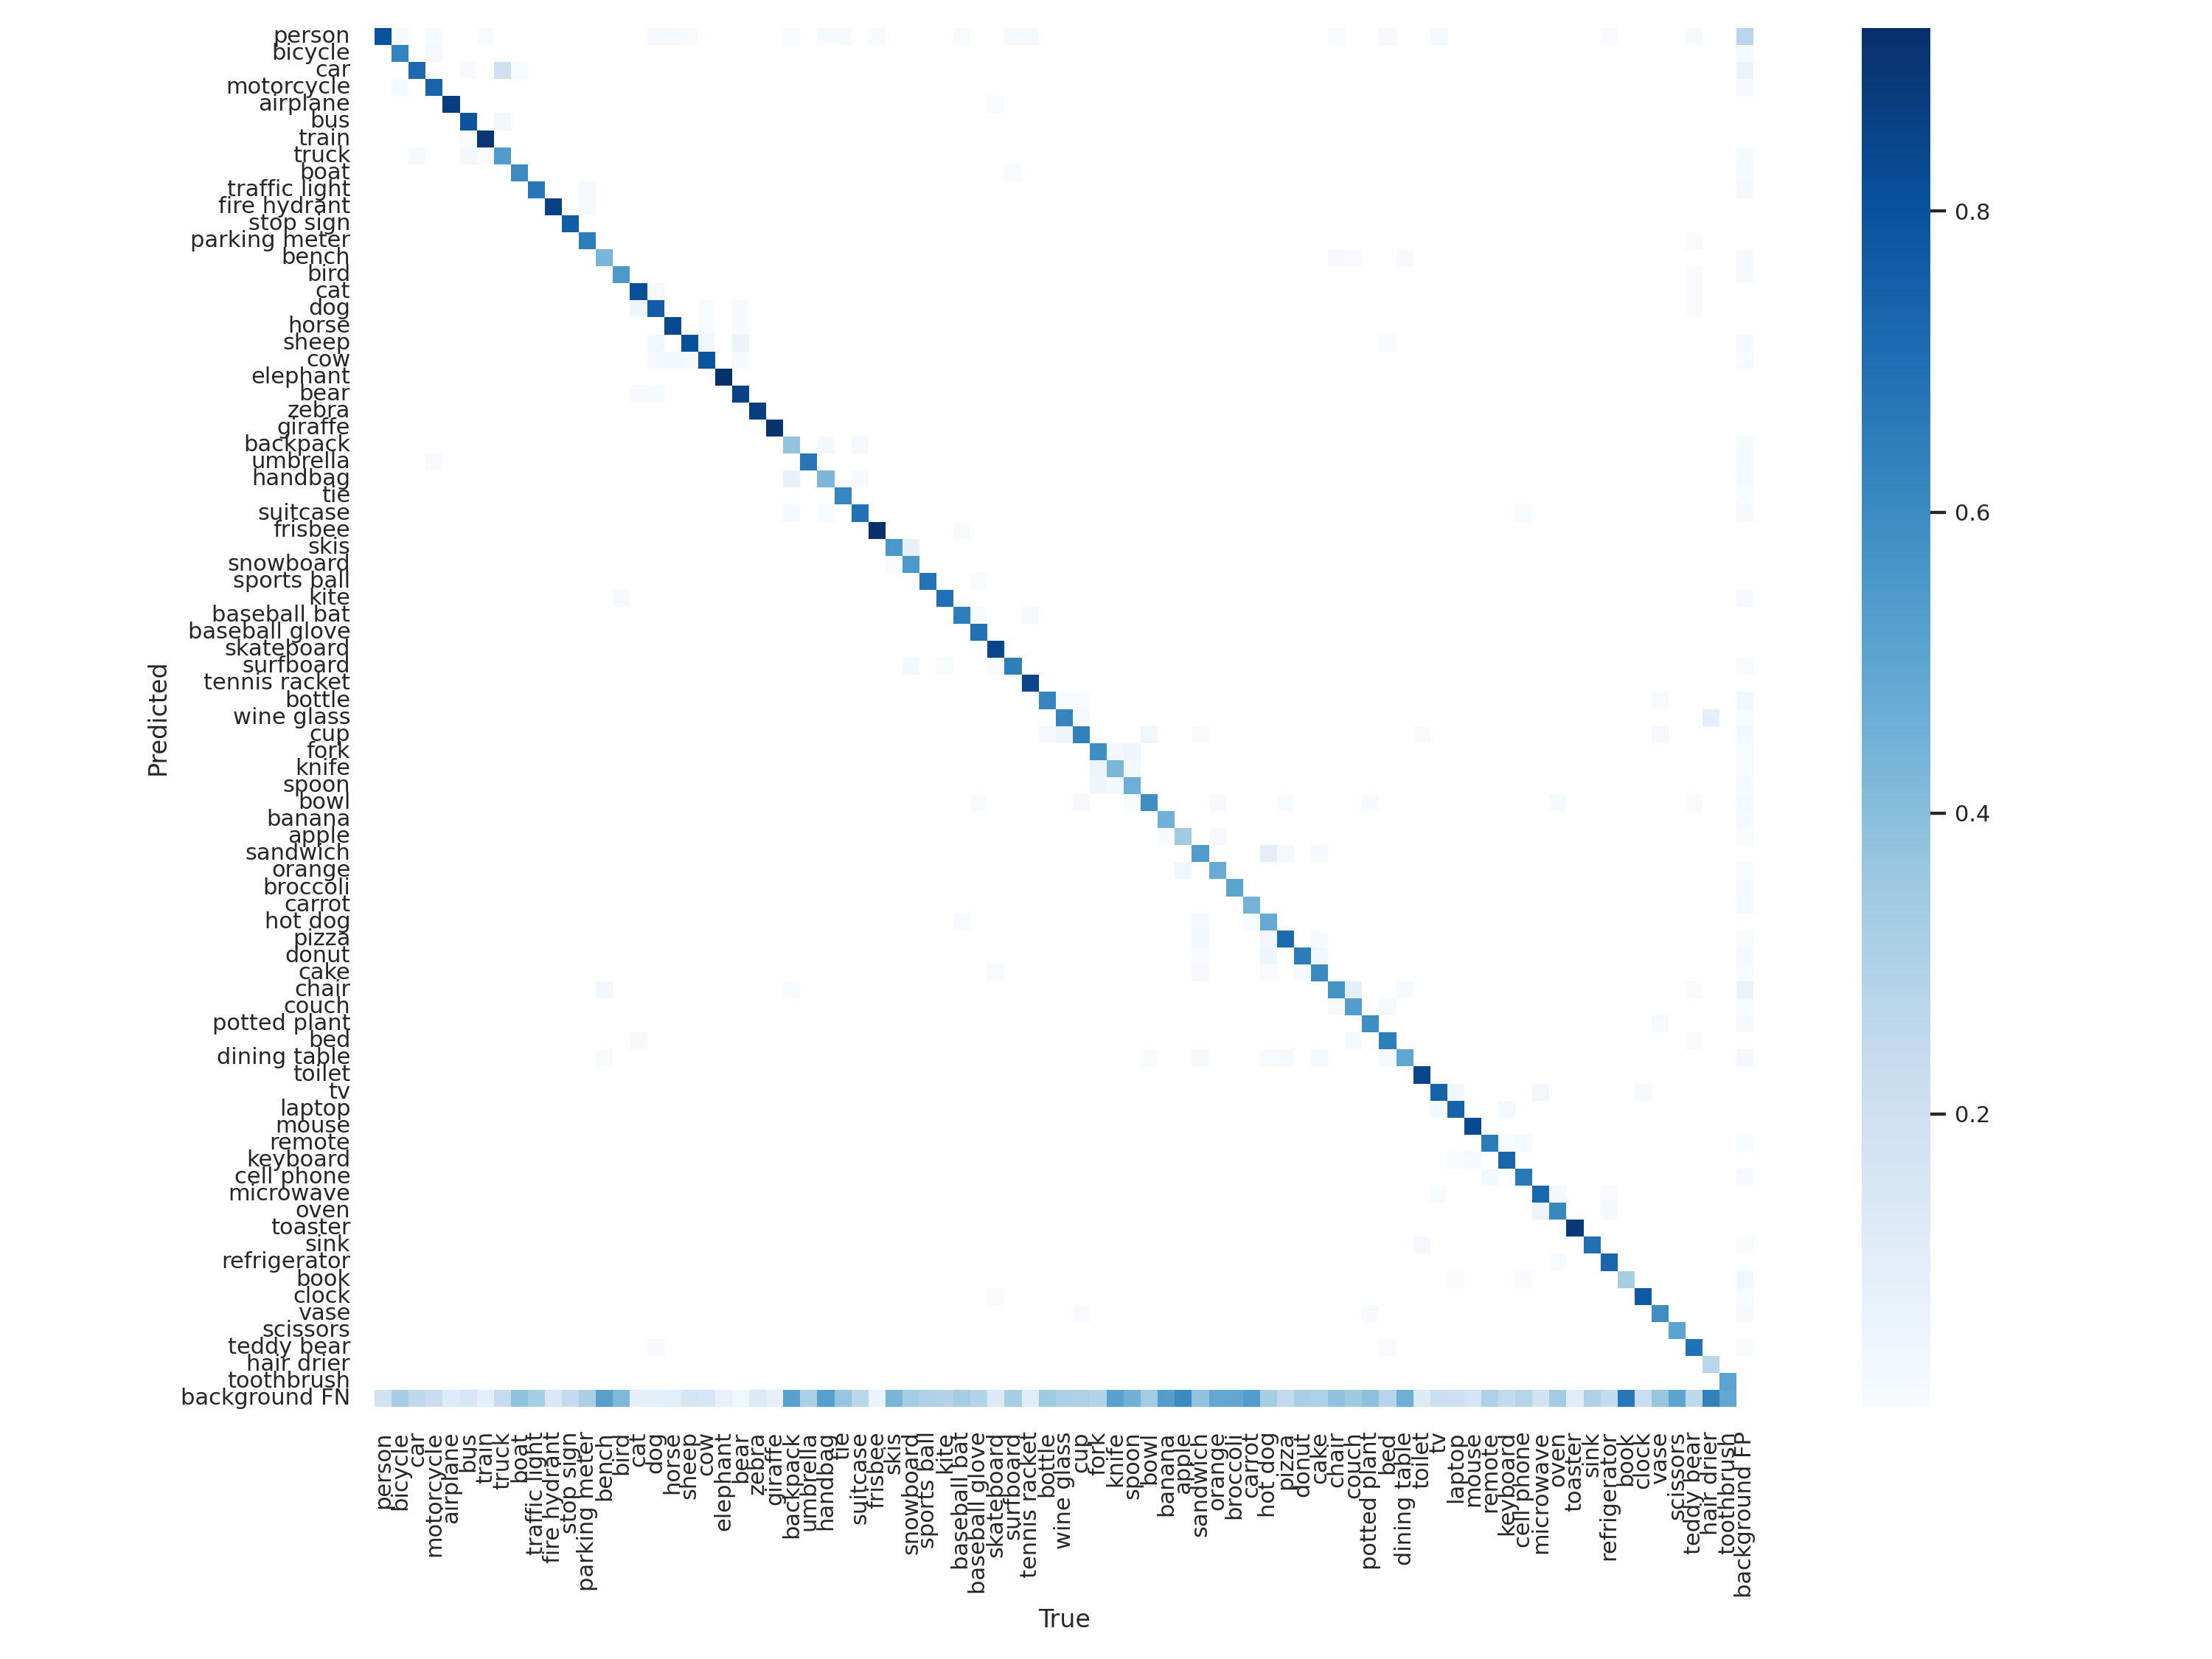 person
bicycle
car
motorcycle
airplane
bus
train
truck
boat
traffic light
fire hydrant
stop sign
parking meter
bench
bird
cat
dog
horse
sheep
cow
elephant
bear
zebra
giraffe
backpack
umbrella
handbag
tie
suitcase
frisbee
skis
snowboard
sports ball
kite
baseball bat
baseball glove
skateboard
surfboard
tennis racket
bottle
wine glass
cup
fork
knife
spoon
bowl
banana
apple
sandwich
orange
broccoli
carrot
hot dog
pizza
donut
cake
chair
couch
potted plant
bed
dining table
toilet
tv
laptop
mouse
remote
keyboard
cell phone
microwave
oven
toaster
sink
refrigerator
book
clock
vase
scissors
teddy bear
hair drier
toothbrush
background FN
Predicted
person
bicycle
car
motorcycle
airplane
bus
train
truck
boat
traffic light
fire hydrant
stop sign
parking meter
bench
bird
cat
dog
horse
sheep
cow
elephant
bear
zebra
giraffe
backpack
umbrella
handbag
tie
suitcase
frisbee
skis
snowboard
sports ball
kite
baseball bat
baseball glove
skateboard
surfboard
tennis racket
bottle
wine glass
cup
fork
knife
spoon
bowl
banana
apple
sandwich
orange
broccoli
carrot
hot dog
pizza
donut
cake
chair
couch
potted plant
bed
dining table
toilet
tv
laptop
mouse
remote
keyboard
cell phone
microwave
oven
toaster
sink
refrigerator
book
clock
vase
scissors
teddy bear
hair drier
toothbrush
background FP
True
0.8
0.6
0.4
0.2